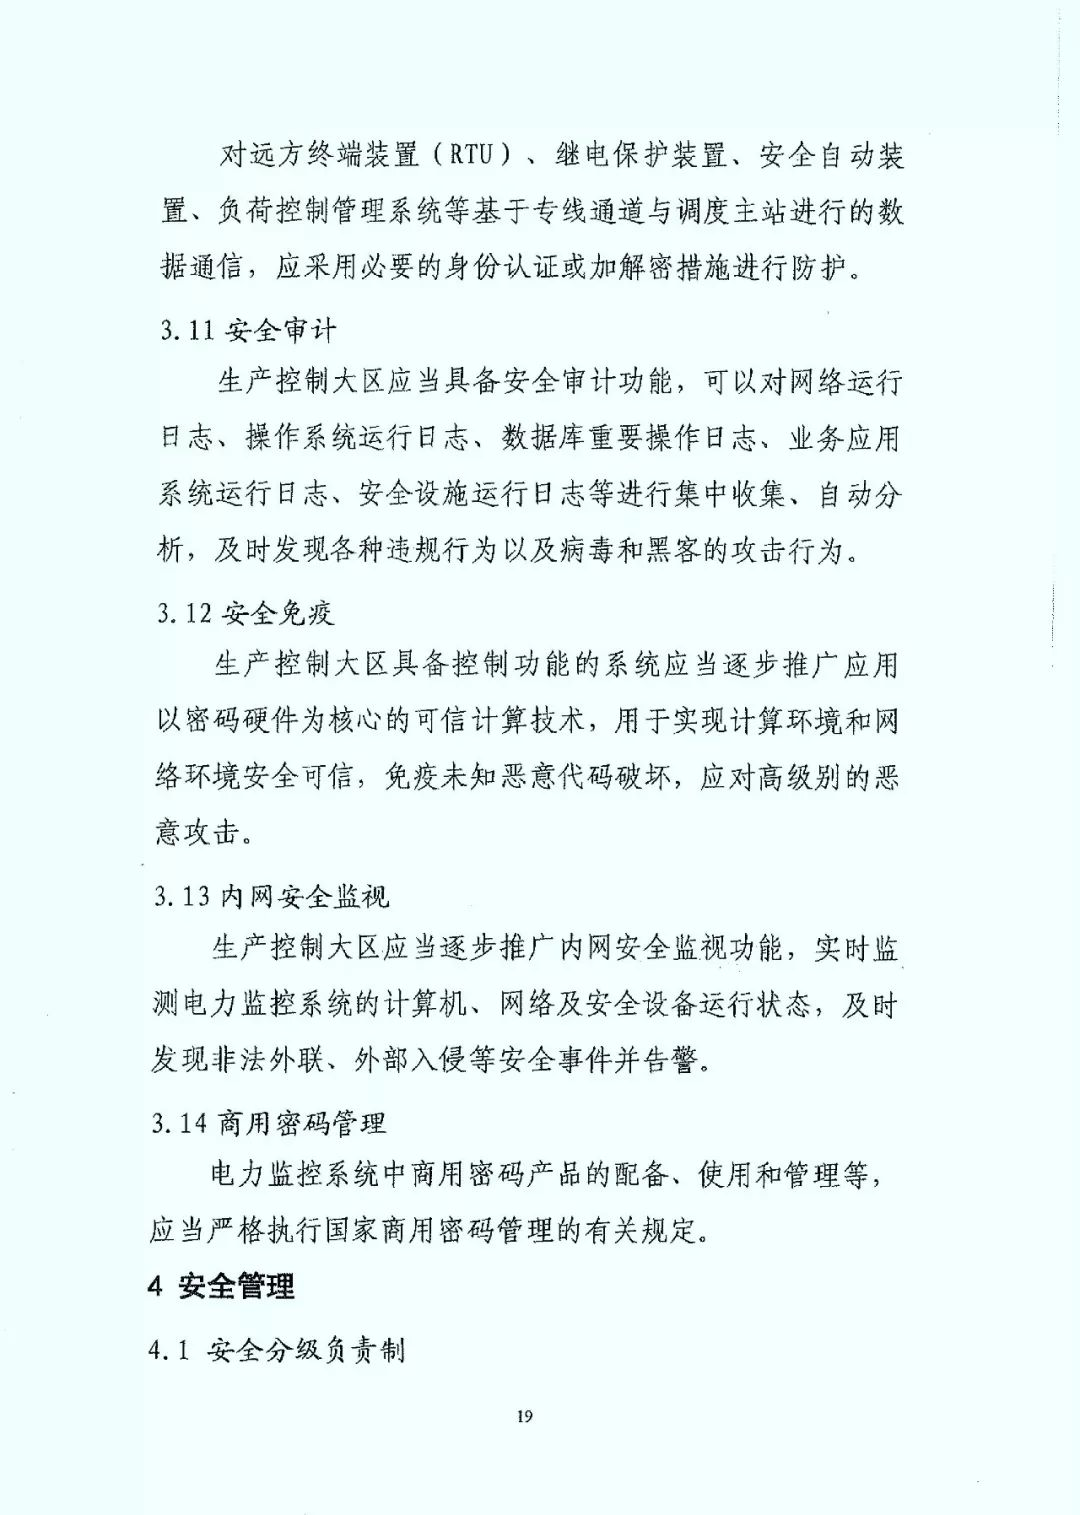 对远方终端装置（RTU）、继电保护装置、安全自动装
置、负荷控制管理系统等基于专线通道与调度主站进行的数
据通信，应采用必要的身份认证或加解密措施进行防护。
3.11 安全审计
生产控制大区应当具备安全审计功能，可以对网络运行
日志、操作系统运行日志、数据库重要操作日志、业务应用
系统运行日志、安全设施运行日志等进行集中收集、自动分
析，及时发现各种违规行为以及病毒和黑客的攻击行为。
3.12 安全免疫
生产控制大区具备控制功能的系统应当逐步推广应用
以密码硬件为核心的可信计算技术，用于实现计算环境和网
络环境安全可信，免疫未知恶意代码破坏，应对高级别的恶
意攻击。
3.13 内网安全监视
生产控制大区应当逐步推广内网安全监视功能，实时监
测电力监控系统的计算机、网络及安全设备运行状态，及时
发现非法外联、外部入侵等安全事件并告警。
3.14 商用密码管理
电力监控系统中商用密码产品的配备、使用和管理等，
应当严格执行国家商用密码管理的有关规定。
4 安全管理
4.1 安全分级负责制
19